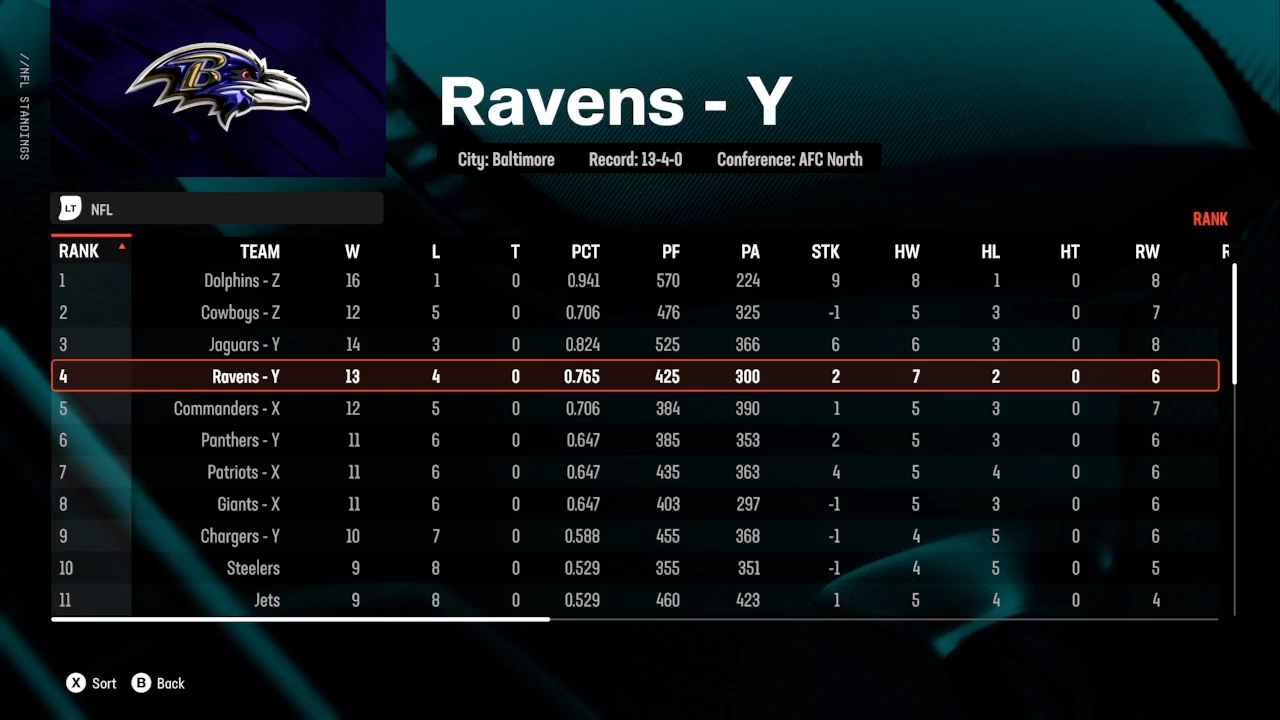 //NFL STANDINGS
B
Ravens - Y
City: Baltimore Record: 13-4-0 Conference: AFC North
LT NFL
RANK
RANK TEAM W L T PCT PF PA STK HW HL HT RW
1 Dolphins - Z 16 1 0 0.941 570 224 9 8 1 0 8
2 Cowboys - Z 12 5 0 0.706 476 325 -1 5 3 0 7
3 Jaguars - Y 14 3 0 0.824 525 366 6 6 3 0 8
4 Ravens - Y 13 4 0 0.765 425 300 2 7 2 0 6
5 Commanders - X 12 5 0 0.706 384 390 1 5 3 0 7
6 Panthers - Y 11 6 0 0.647 385 353 2 5 3 0 6
7 Patriots - X 11 6 0 0.647 435 363 4 5 4 0 6
8 Giants - X 11 6 0 0.647 403 297 -1 5 3 0 6
9 Chargers - Y 10 7 0 0.588 455 368 -1 4 5 0 6
10 Steelers 9 8 0 0.529 355 351 -1 4 5 0 5
11 Jets 9 8 0 0.529 460 423 1 5 4 0 4
X Sort B Back